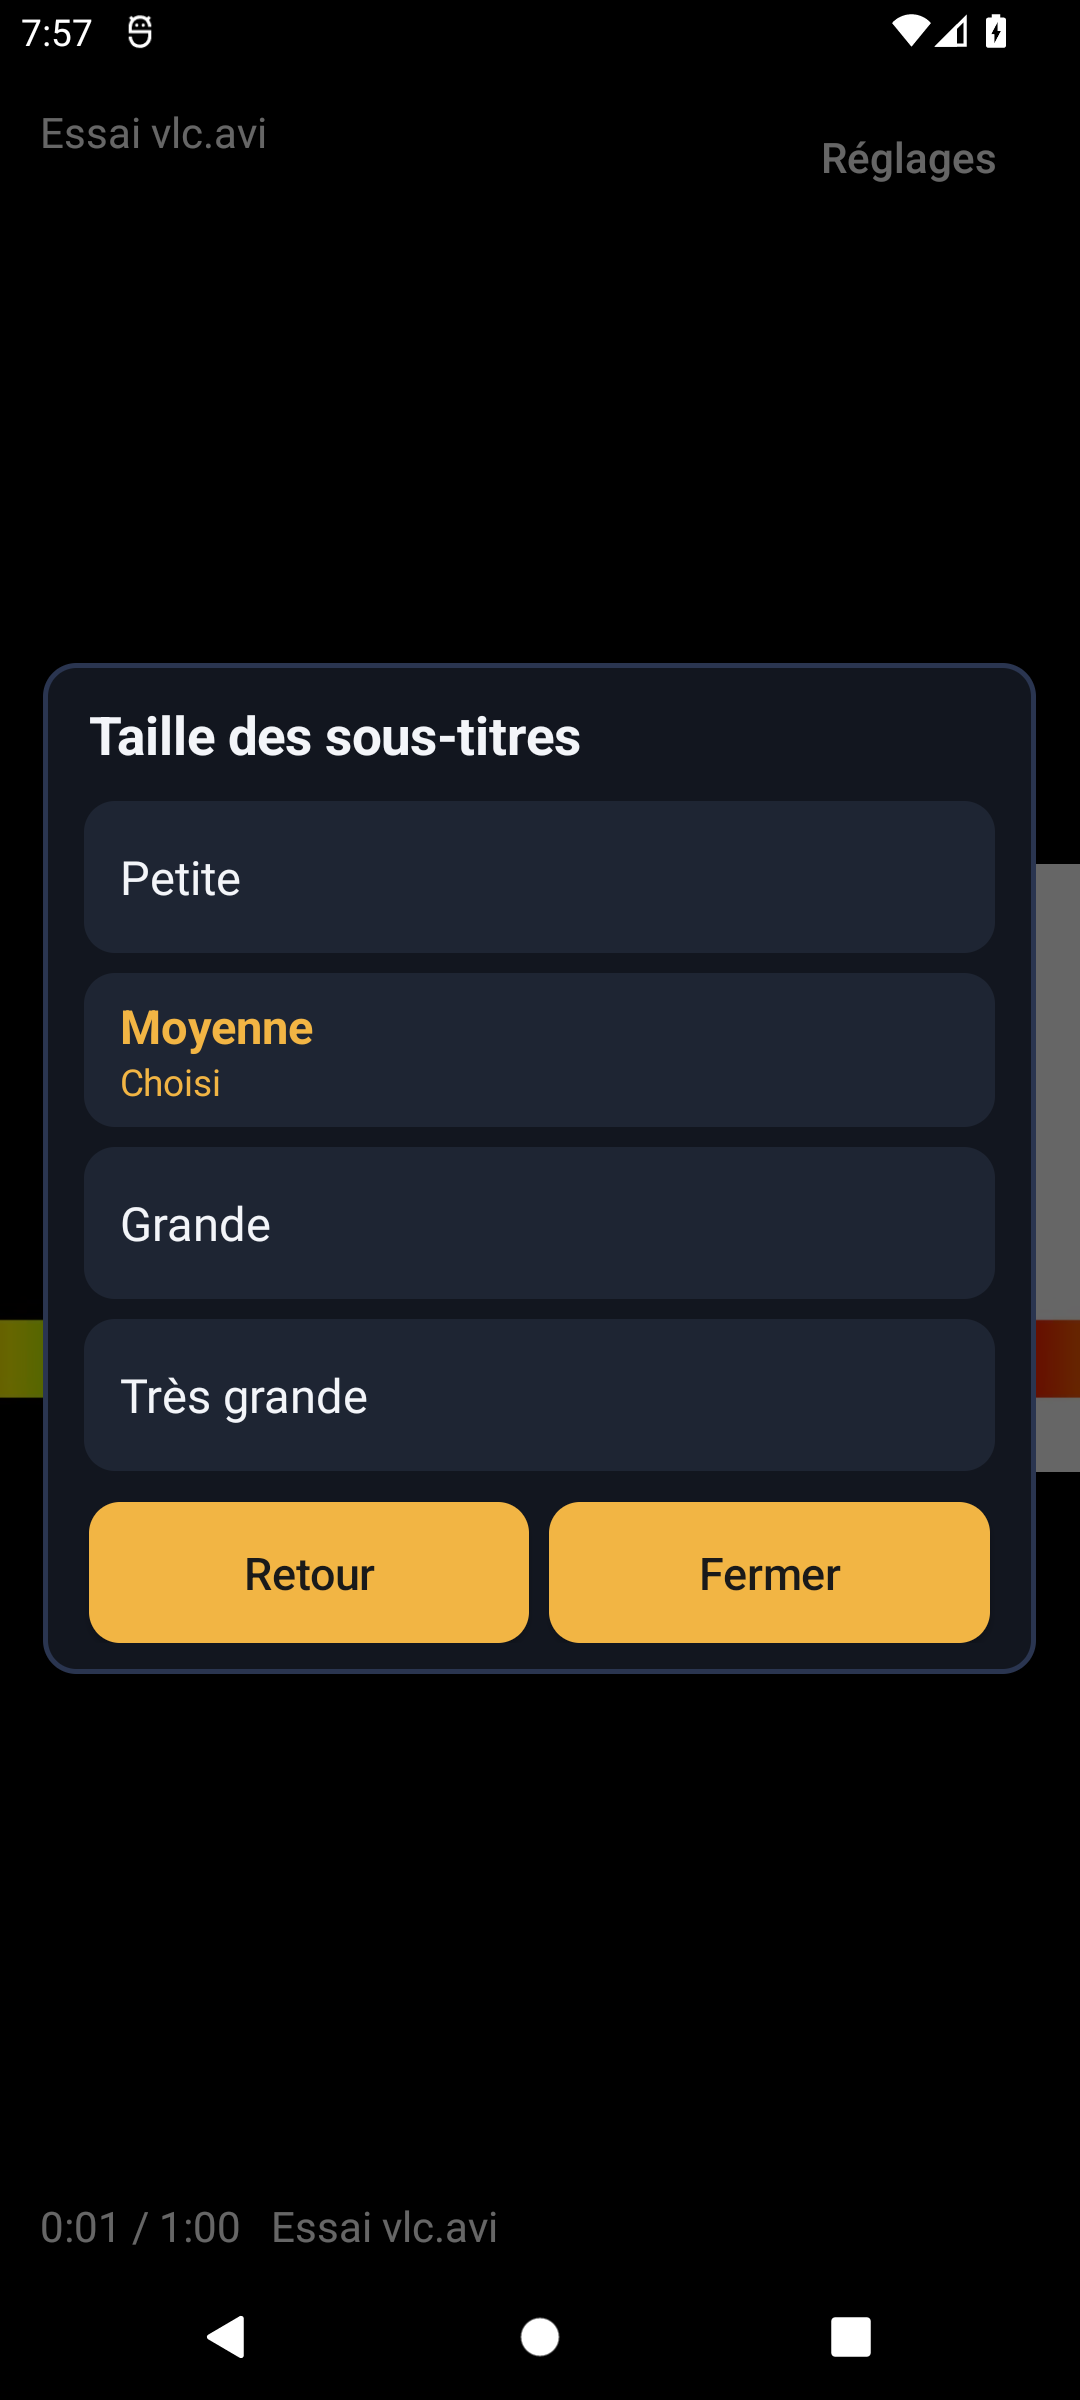 7:57
Essai vlc.avi
Réglages
Taille des sous-titres
Petite
Moyenne
Choisi
Grande
Très grande
Retour Fermer
0:01 / 1:00 Essai vlc.avi